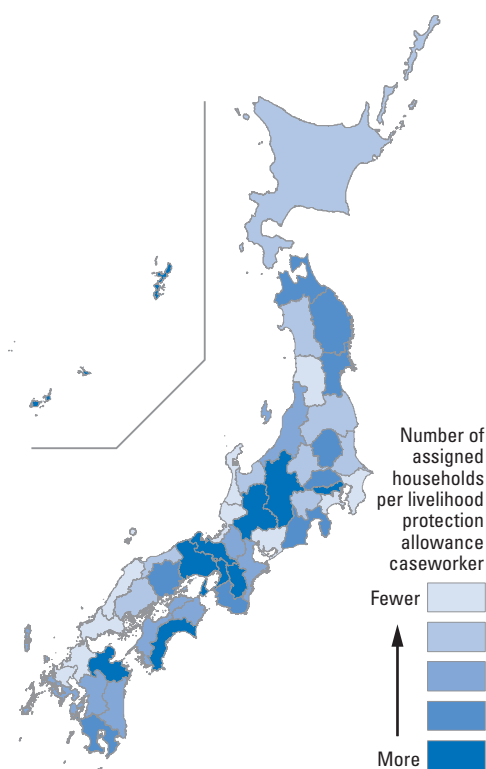 Number of
assigned
households
per livelihood
protection
allowance
caseworker
Fewer
More